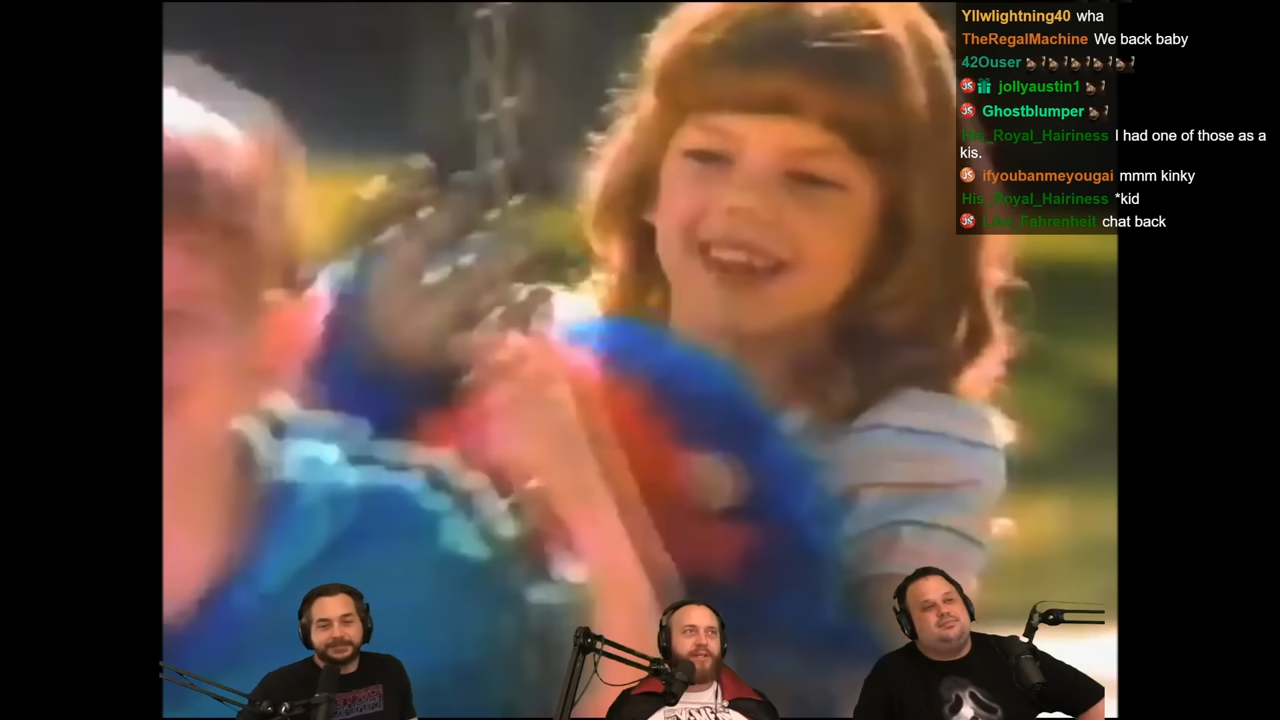 Yllwlightning40 wha
TheRegalMachine We back baby
42Ouser
jollyaustin1
Ghostblumper
His_Royal_Hairiness I had one of those as a
kis.
ifyoubanmeyougai mmm kinky
His_Royal_Hairiness *kid
_Fahrenheit chat back